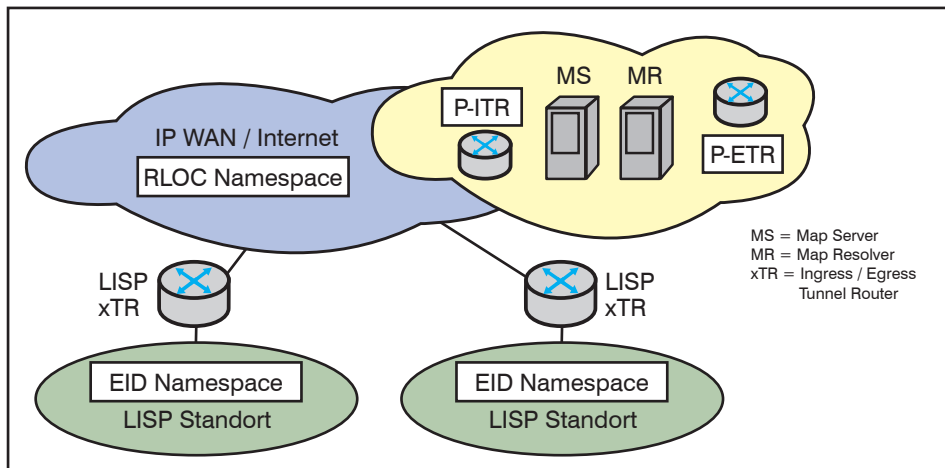 MS MR
P-ITR
P-ETR
IP WAN / Internet
RLOC Namespace
MS = Map Server
MR = Map Resolver
xTR = Ingress / Egress
Tunnel Router
LISP
xTR
LISP
xTR
EID Namespace
LISP Standort
EID Namespace
LISP Standort